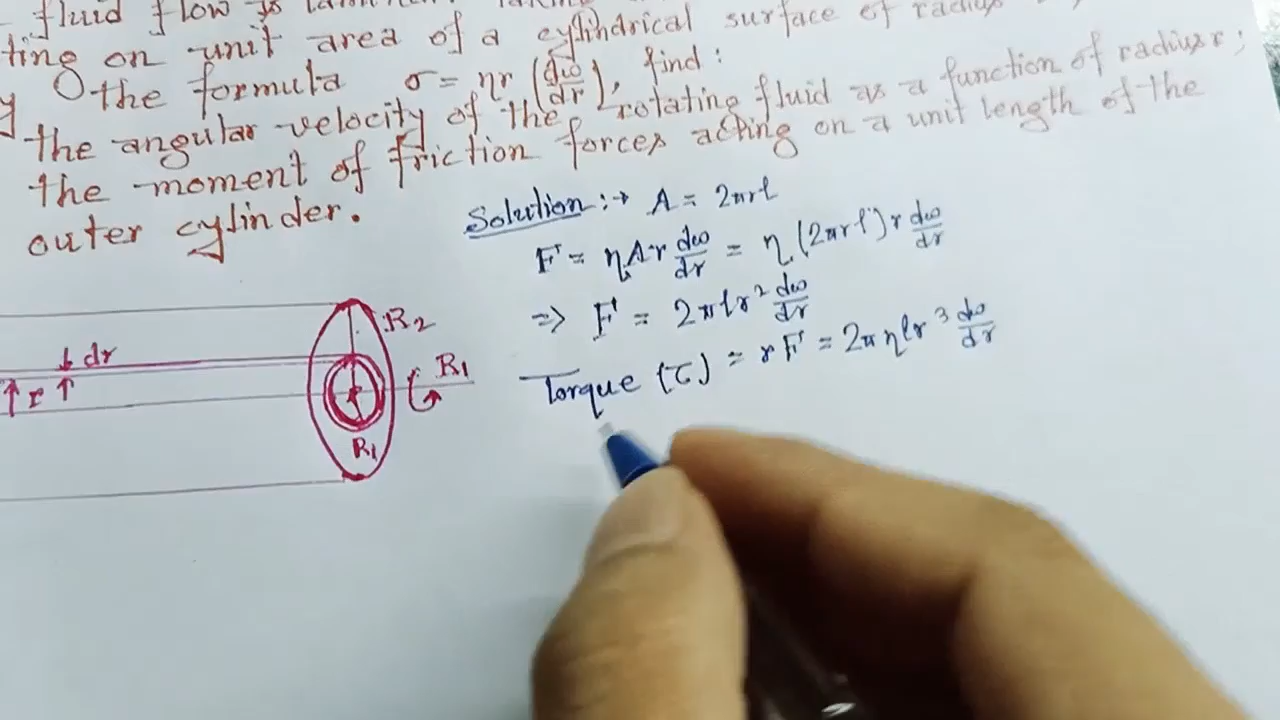 fluid flow is
ting on unit area of a cylindrical surface of radius
y the formula σ = ηr (dω/dr), find:
the angular velocity of the rotating fluid as a function of radius r;
the moment of friction forces acting on a unit length of the
outer cylinder.
Solution :→ A = 2πrl
F = ηAr dω/dr = η (2πrl) r dω/dr
⇒ F = 2πlr² dω/dr
Torque (τ) = rF = 2πηlr³ dω/dr
R2
dr
r
R1
R1